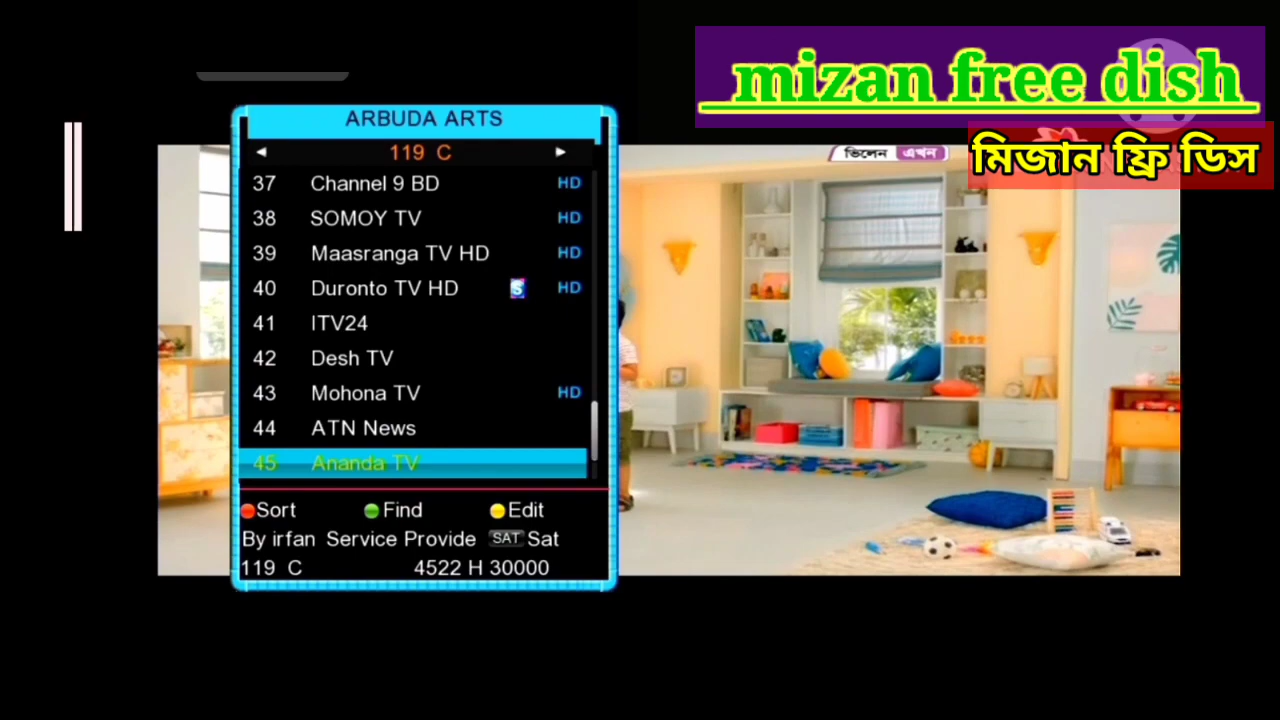 mizan free dish
মিজান ফ্রি ডিস
ভিলেন এখন
ARBUDA ARTS
119 C
37 Channel 9 BD HD
38 SOMOY TV HD
39 Maasranga TV HD HD
40 Duronto TV HD S HD
41 ITV24
42 Desh TV
43 Mohona TV HD
44 ATN News
45 Ananda TV
Sort Find Edit
By irfan Service Provide SAT Sat
119 C 4522 H 30000